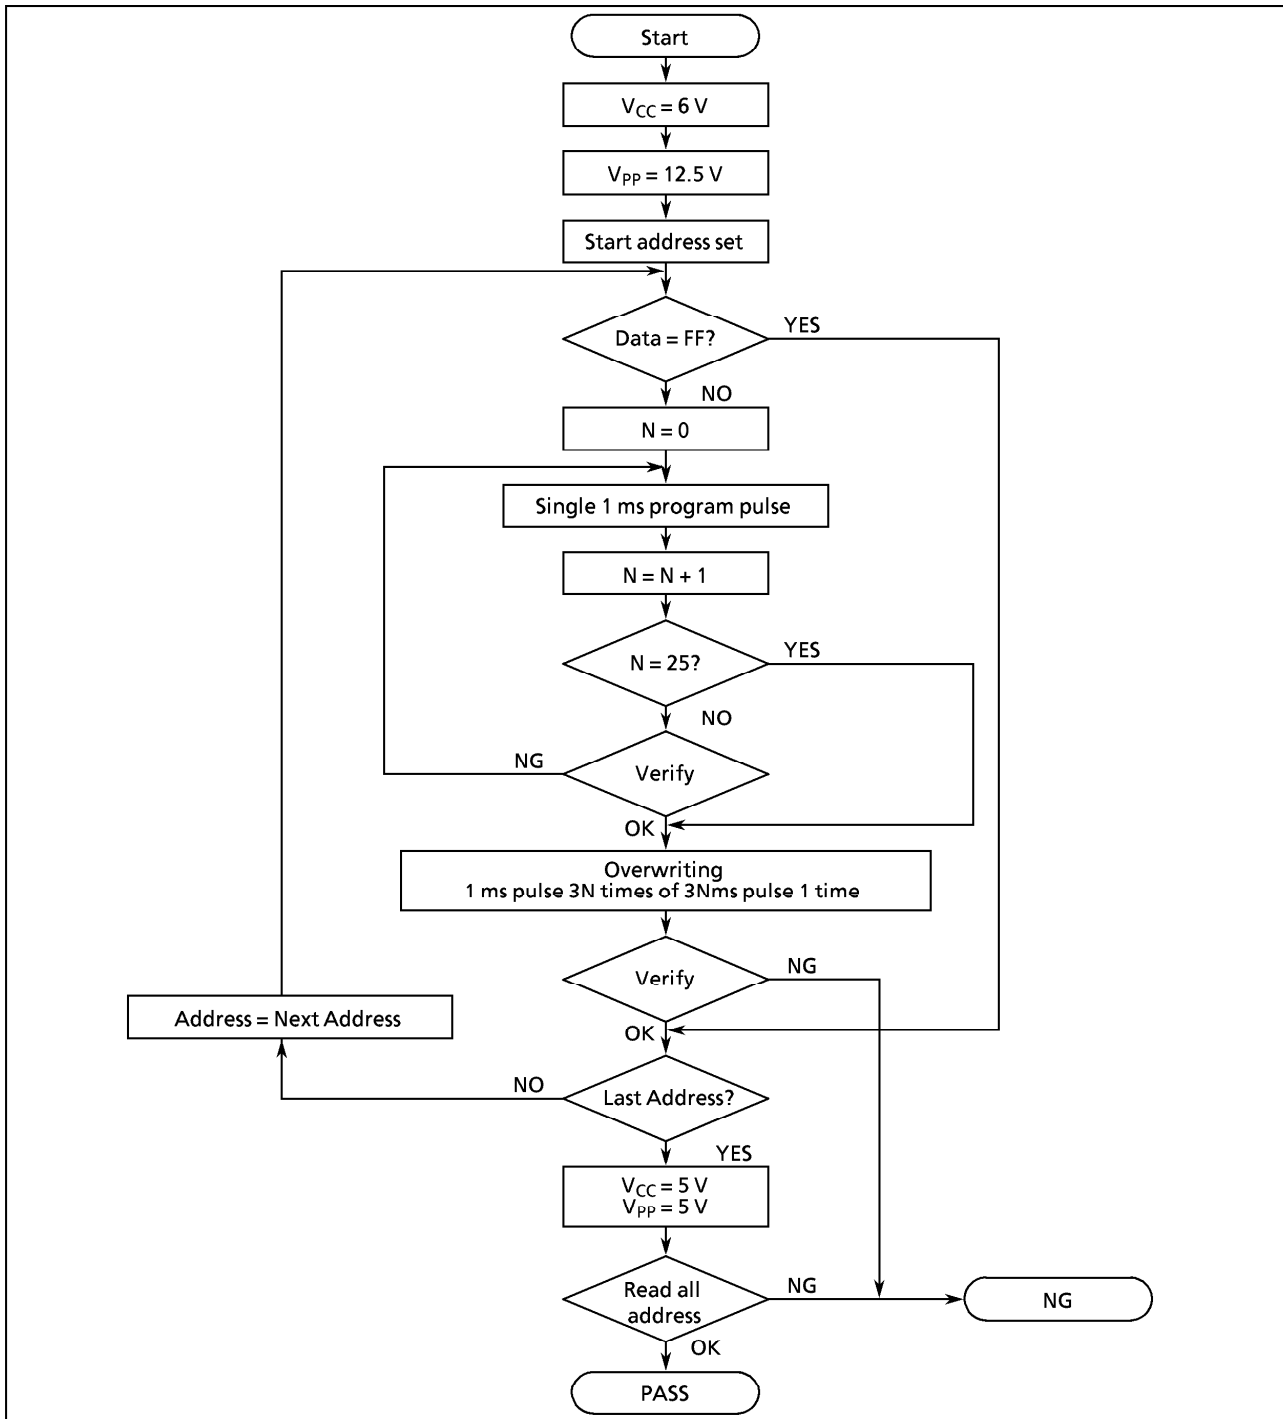 Start
VCC = 6 V
VPP = 12.5 V
Start address set
Data = FF?
YES
NO
N = 0
Single 1 ms program pulse
N = N + 1
N = 25?
YES
NO
Verify
NG
OK
Overwriting
1 ms pulse 3N times of 3Nms pulse 1 time
Verify
NG
OK
Address = Next Address
Last Address?
NO
YES
VCC = 5 V
VPP = 5 V
Read all
address
NG
NG
OK
PASS